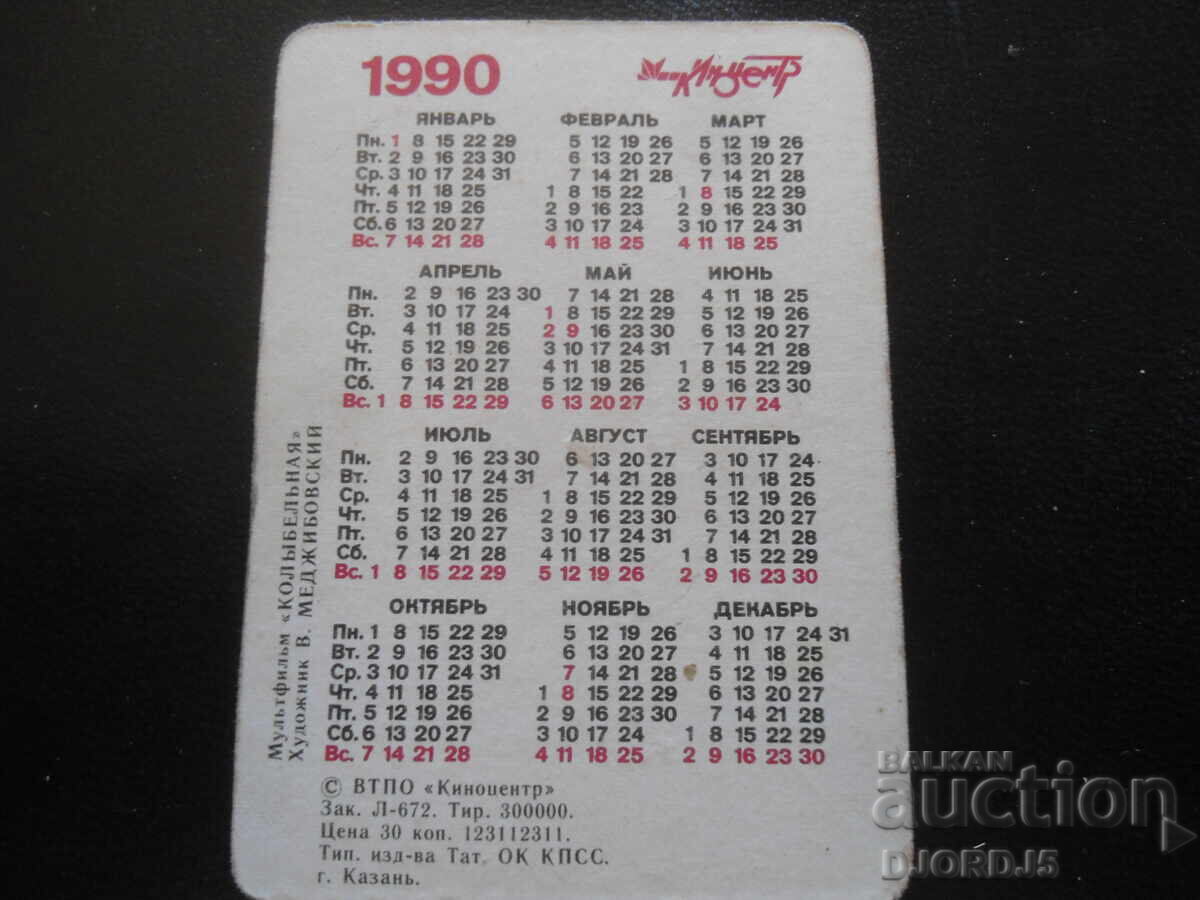 1990 Киноцентр
ЯНВАРЬ ФЕВРАЛЬ МАРТ
Пн. 1 8 15 22 29 5 12 19 26 5 12 19 26
Вт. 2 9 16 23 30 6 13 20 27 6 13 20 27
Ср. 3 10 17 24 31 7 14 21 28 7 14 21 28
Чт. 4 11 18 25 1 8 15 22 1 8 15 22 29
Пт. 5 12 19 26 2 9 16 23 2 9 16 23 30
Сб. 6 13 20 27 3 10 17 24 3 10 17 24 31
Вс. 7 14 21 28 4 11 18 25 4 11 18 25
АПРЕЛЬ МАЙ ИЮНЬ
Пн. 2 9 16 23 30 7 14 21 28 4 11 18 25
Вт. 3 10 17 24 1 8 15 22 29 5 12 19 26
Ср. 4 11 18 25 2 9 16 23 30 6 13 20 27
Чт. 5 12 19 26 3 10 17 24 31 7 14 21 28
Пт. 6 13 20 27 4 11 18 25 1 8 15 22 29
Сб. 7 14 21 28 5 12 19 26 2 9 16 23 30
Вс. 1 8 15 22 29 6 13 20 27 3 10 17 24
ИЮЛЬ АВГУСТ СЕНТЯБРЬ
Пн. 2 9 16 23 30 6 13 20 27 3 10 17 24
Вт. 3 10 17 24 31 7 14 21 28 4 11 18 25
Ср. 4 11 18 25 1 8 15 22 29 5 12 19 26
Чт. 5 12 19 26 2 9 16 23 30 6 13 20 27
Пт. 6 13 20 27 3 10 17 24 31 7 14 21 28
Сб. 7 14 21 28 4 11 18 25 1 8 15 22 29
Вс. 1 8 15 22 29 5 12 19 26 2 9 16 23 30
ОКТЯБРЬ НОЯБРЬ ДЕКАБРЬ
Пн. 1 8 15 22 29 5 12 19 26 3 10 17 24 31
Вт. 2 9 16 23 30 6 13 20 27 4 11 18 25
Ср. 3 10 17 24 31 7 14 21 28 5 12 19 26
Чт. 4 11 18 25 1 8 15 22 29 6 13 20 27
Пт. 5 12 19 26 2 9 16 23 30 7 14 21 28
Сб. 6 13 20 27 3 10 17 24 1 8 15 22 29
Вс. 7 14 21 28 4 11 18 25 2 9 16 23 30
Мультфильм «КОЛЫБЕЛЬНАЯ»
Художник В. МЕДЖИБОВСКИЙ
© ВТПО «Киноцентр»
Зак. Л-672. Тир. 300000.
Цена 30 коп. 123112311.
Тип. изд-ва Тат. ОК КПСС.
г. Казань.
BALKAN
auction
DJORDJ5